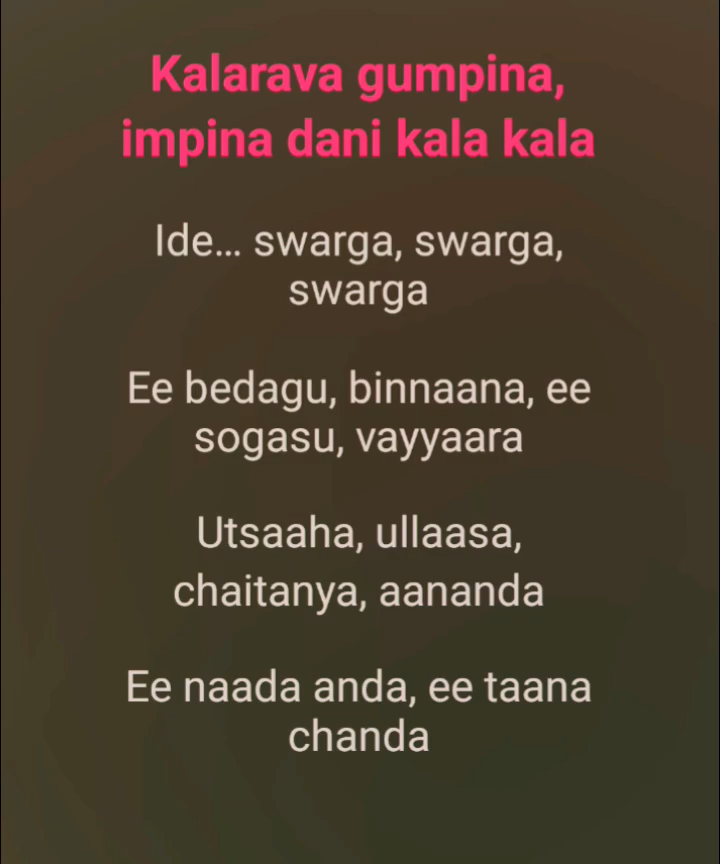 Kalarava gumpina,
impina dani kala kala
Ide... swarga, swarga,
swarga
Ee bedagu, binnaana, ee
sogasu, vayyaara
Utsaaha, ullaasa,
chaitanya, aananda
Ee naada anda, ee taana
chanda